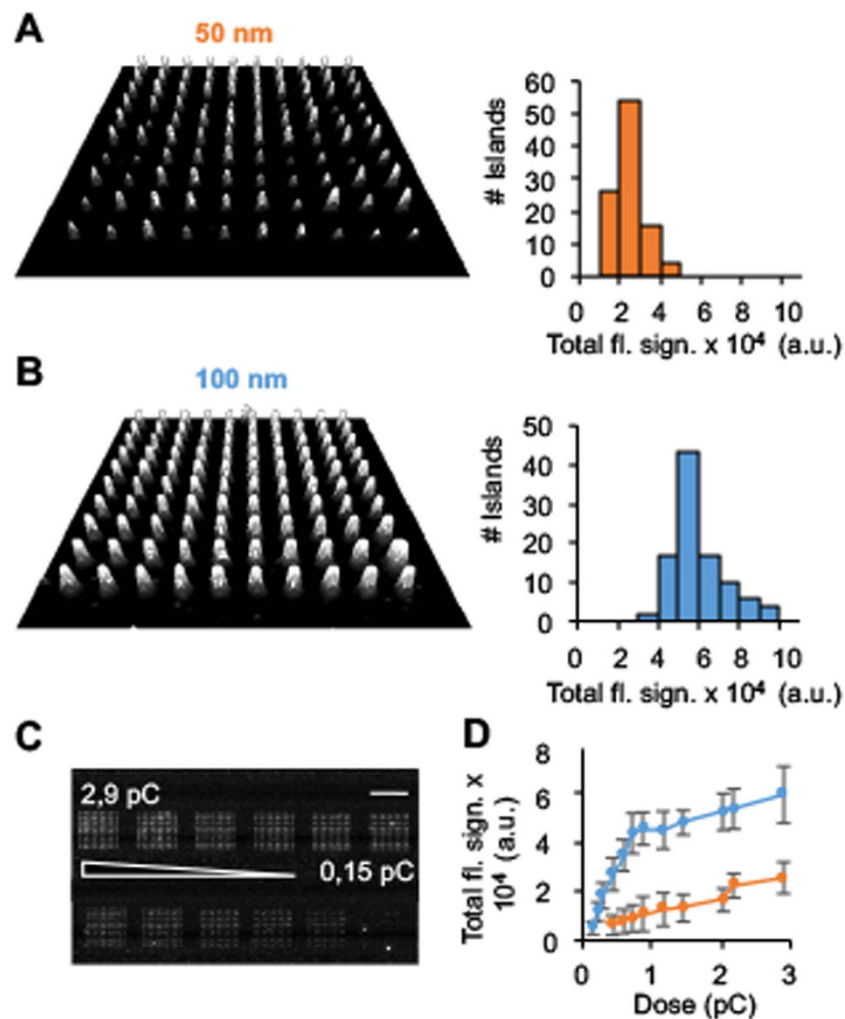 A
50 nm
# Islands
60
50
40
30
20
10
0
0 2 4 6 8 10
Total fl. sign. x 10⁴ (a.u.)
B
100 nm
# Islands
50
40
30
20
10
0
0 2 4 6 8 10
Total fl. sign. x 10⁴ (a.u.)
C
2,9 pC
0,15 pC
D
Total fl. sign. x
10⁴ (a.u.)
8
6
4
2
0
0 1 2 3
Dose (pC)